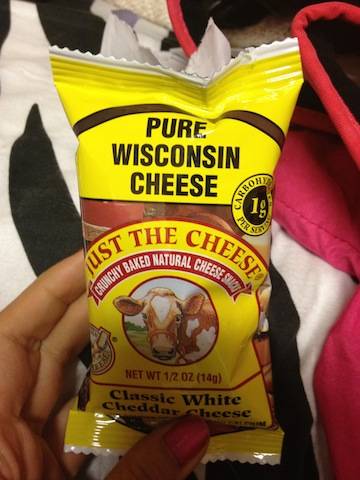 PURE
WISCONSIN
CHEESE
CARBOHY
1g
PER SERV
JUST THE CHEESE
CRUNCHY BAKED NATURAL CHEESE SNACK
NET WT 1/2 OZ (14g)
Classic White
Cheddar Cheese